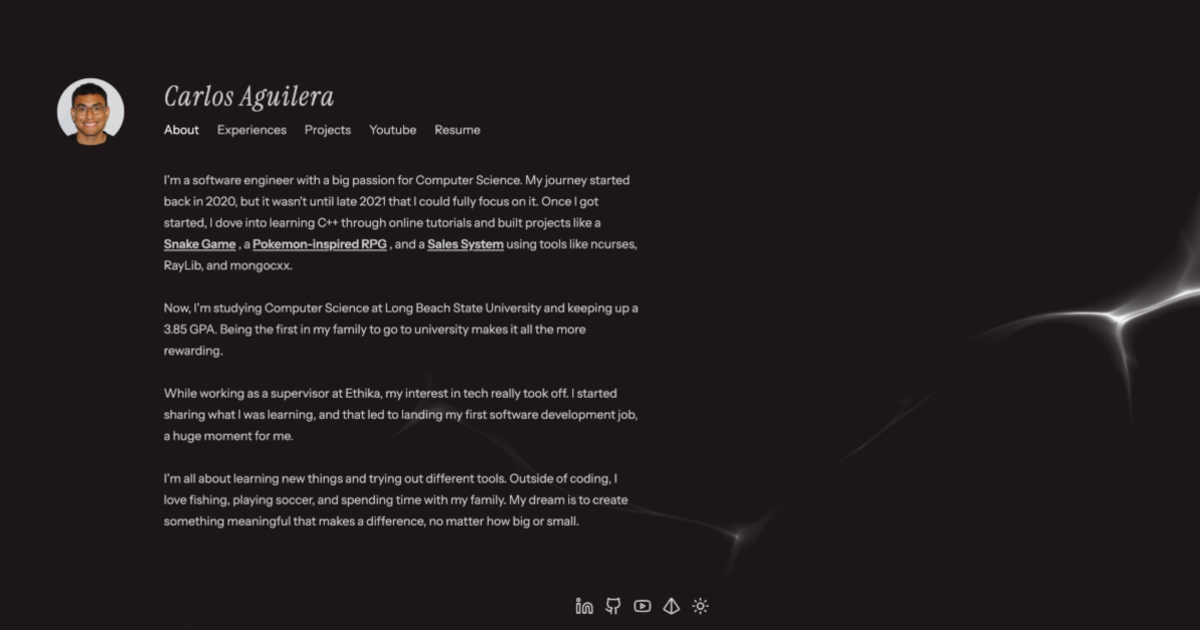 Carlos Aguilera
About Experiences Projects Youtube Resume
I'm a software engineer with a big passion for Computer Science. My journey started
back in 2020, but it wasn't until late 2021 that I could fully focus on it. Once I got
started, I dove into learning C++ through online tutorials and built projects like a
Snake Game , a Pokemon-inspired RPG , and a Sales System using tools like ncurses,
RayLib, and mongocxx.
Now, I'm studying Computer Science at Long Beach State University and keeping up a
3.85 GPA. Being the first in my family to go to university makes it all the more
rewarding.
While working as a supervisor at Ethika, my interest in tech really took off. I started
sharing what I was learning, and that led to landing my first software development job,
a huge moment for me.
I'm all about learning new things and trying out different tools. Outside of coding, I
love fishing, playing soccer, and spending time with my family. My dream is to create
something meaningful that makes a difference, no matter how big or small.
in